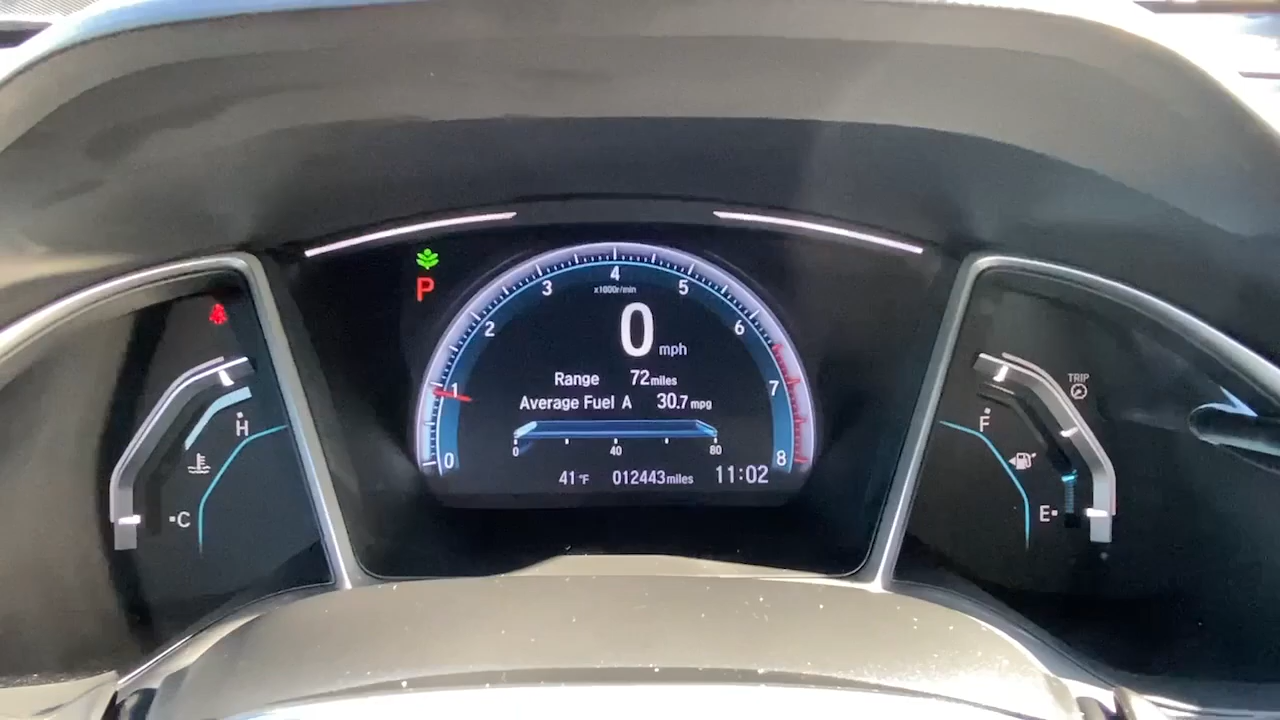 P
4
3
5
x1000r/min
2
6
0 mph
1
7
Range 72 miles
Average Fuel A 30.7 mpg
0 40 80
0
8
41°F 012443 miles 11:02
H
C
TRIP
F
E